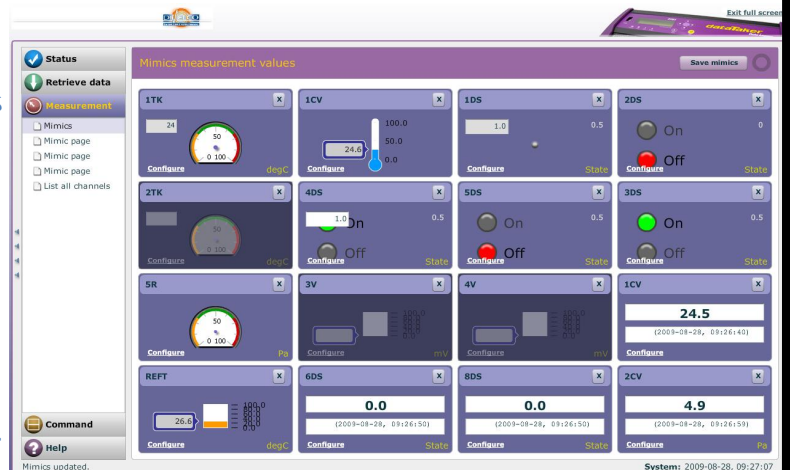 Exit full screen
dataTaker
Status
Retrieve data
Measurement
Mimics
Mimic page
Mimic page
Mimic page
List all channels
Command
Help
Mimics updated.
Mimics measurement values
Save mimics
1TK
X
24
50
0 100
Configure
degC
1CV
X
100.0
50.0
0.0
24.6
Configure
1DS
X
1.0
0.5
Configure
State
2DS
X
On
0
Off
Configure
State
2TK
X
50
0 100
Configure
degC
4DS
X
1.0
On
0.5
Off
Configure
State
5DS
X
On
0.5
Off
Configure
State
3DS
X
On
0.5
Off
Configure
State
5R
X
50
0 100
Configure
Pa
3V
X
Configure
mV
4V
X
Configure
mV
1CV
X
24.5
(2009-08-28, 09:26:40)
Configure
REFT
X
26.6
100.0
0.0
Configure
degC
6DS
X
0.0
(2009-08-28, 09:26:50)
Configure
State
8DS
X
0.0
(2009-08-28, 09:26:50)
Configure
State
2CV
X
4.9
(2009-08-28, 09:26:59)
Configure
Pa
System: 2009-08-28, 09:27:07